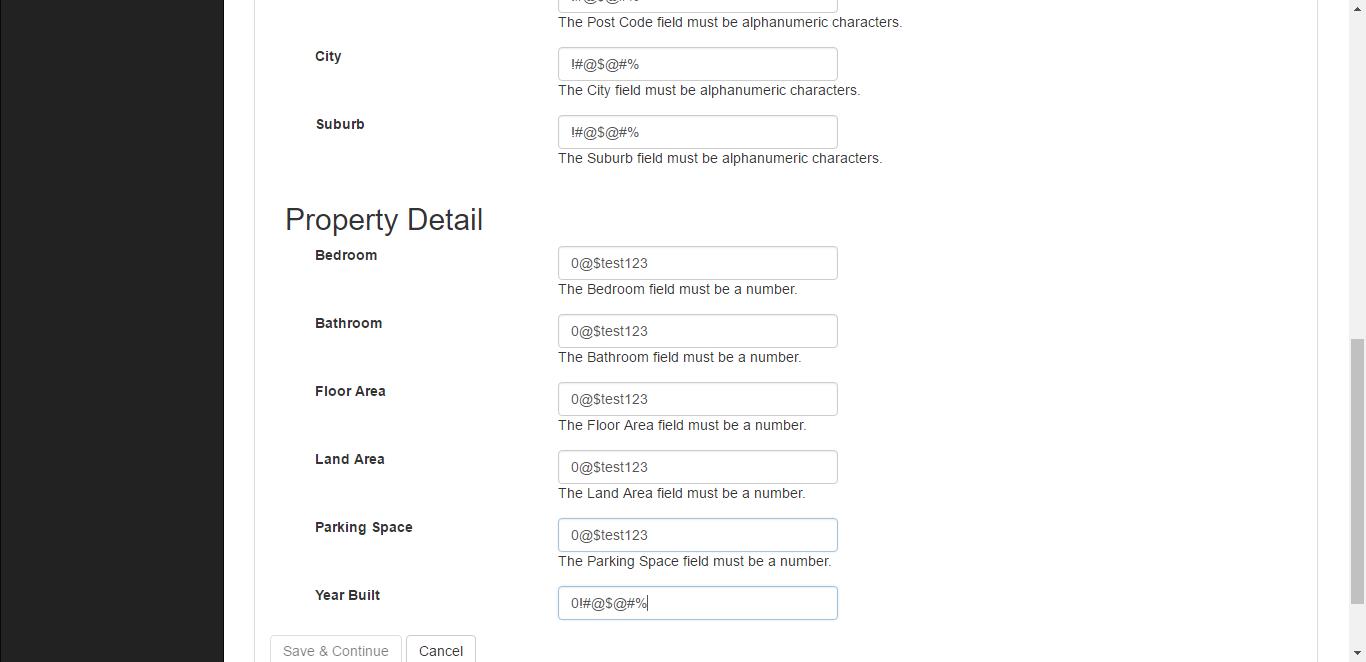 The Post Code field must be alphanumeric characters.
City
!#@$@#%
The City field must be alphanumeric characters.
Suburb
!#@$@#%
The Suburb field must be alphanumeric characters.
Property Detail
Bedroom
0@$test123
The Bedroom field must be a number.
Bathroom
0@$test123
The Bathroom field must be a number.
Floor Area
0@$test123
The Floor Area field must be a number.
Land Area
0@$test123
The Land Area field must be a number.
Parking Space
0@$test123
The Parking Space field must be a number.
Year Built
0!#@$@#%
Save & Continue
Cancel